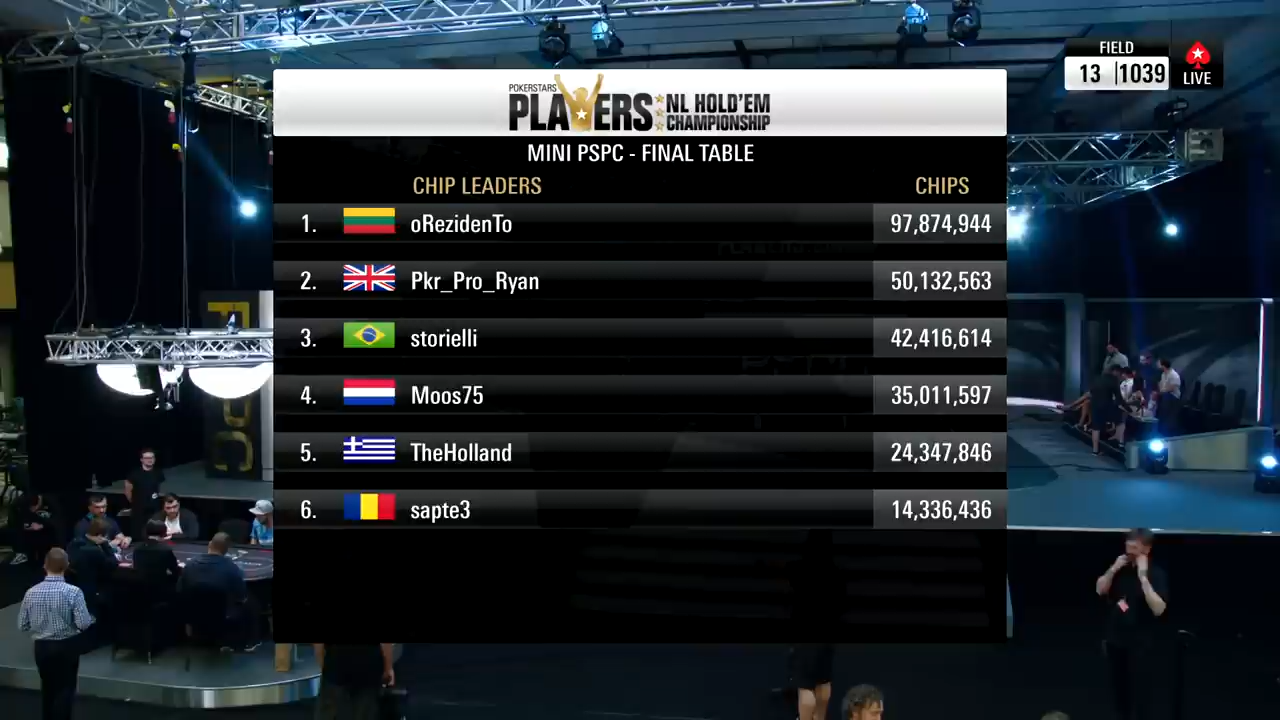 FIELD
13 | 1039
LIVE
POKERSTARS
PLAYERS
NL HOLD'EM
CHAMPIONSHIP
MINI PSPC - FINAL TABLE
CHIP LEADERS CHIPS
1. oRezidenTo 97,874,944
2. Pkr_Pro_Ryan 50,132,563
3. storielli 42,416,614
4. Moos75 35,011,597
5. TheHolland 24,347,846
6. sapte3 14,336,436